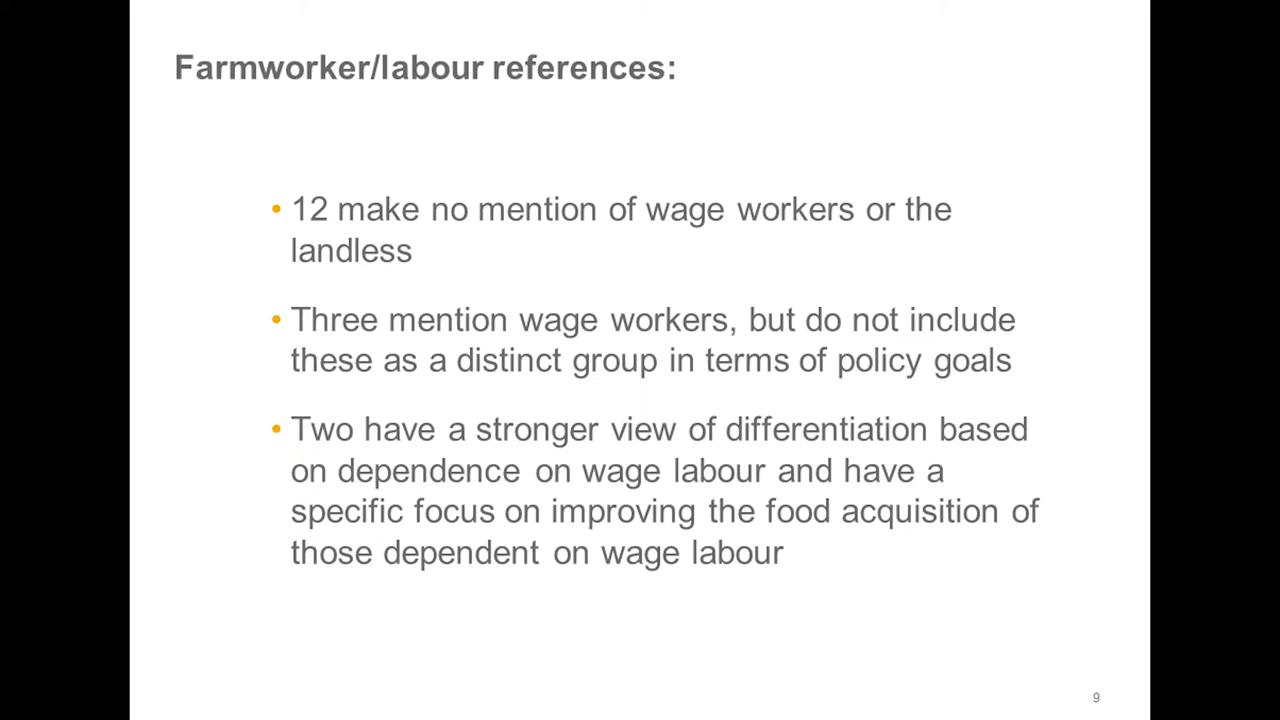 Farmworker/labour references:
• 12 make no mention of wage workers or the
landless
• Three mention wage workers, but do not include
these as a distinct group in terms of policy goals
• Two have a stronger view of differentiation based
on dependence on wage labour and have a
specific focus on improving the food acquisition of
those dependent on wage labour
9